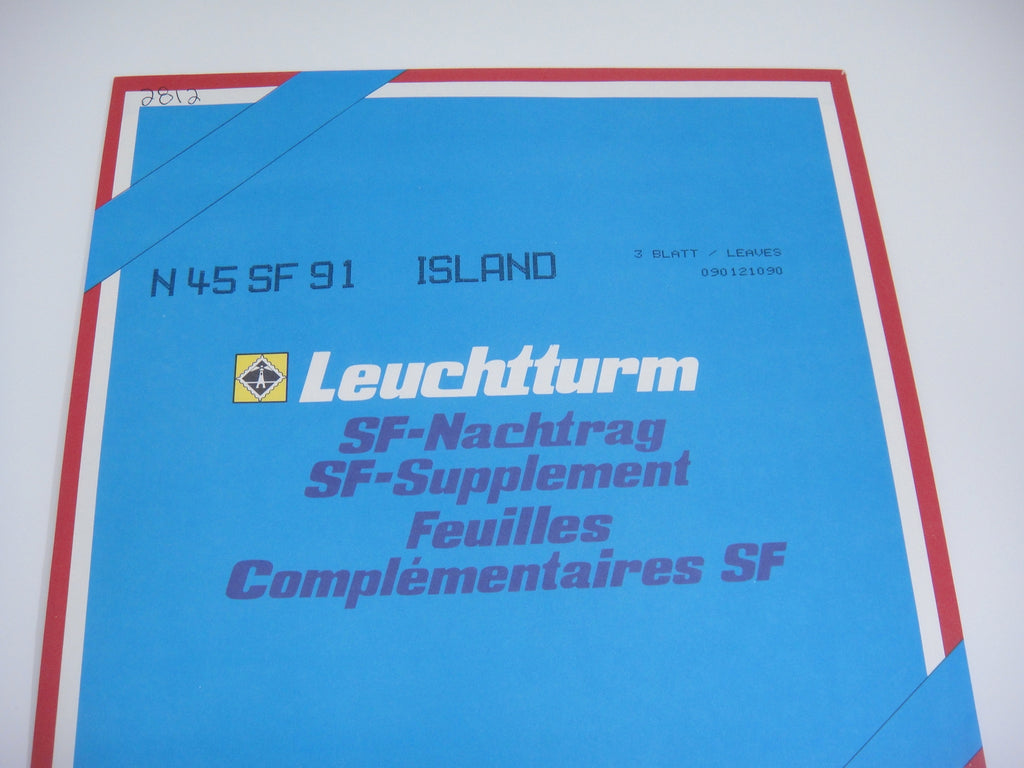 2812
N 45 SF 91 ISLAND 3 BLATT / LEAVES
090121090
Leuchtturm
SF-Nachtrag
SF-Supplement
Feuilles
Complémentaires SF